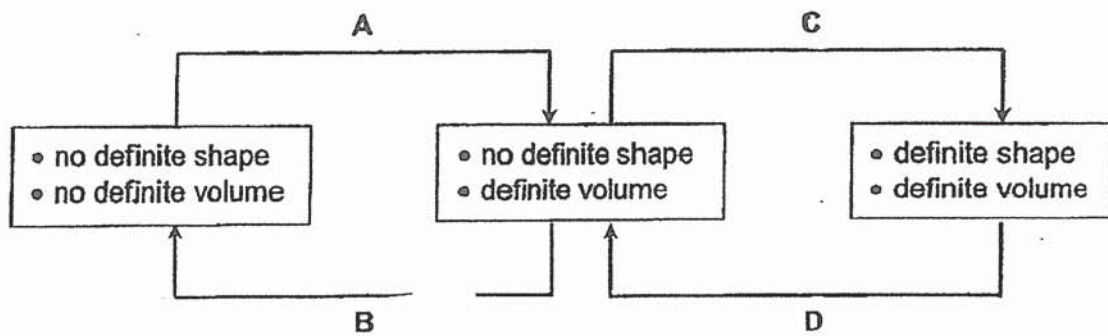 A
C
• no definite shape
• no definite volume
• no definite shape
• definite volume
• definite shape
• definite volume
B
D